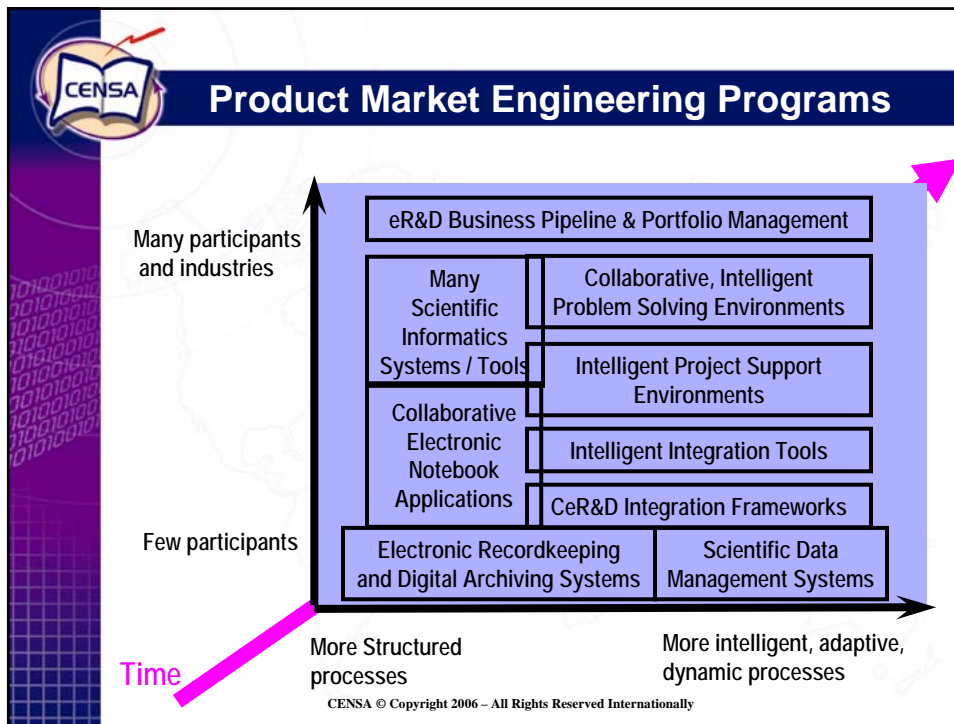 CENSA
Product Market Engineering Programs
Many participants
and industries
eR&D Business Pipeline & Portfolio Management
Many
Scientific
Informatics
Systems / Tools
Collaborative, Intelligent
Problem Solving Environments
Intelligent Project Support
Environments
Collaborative
Electronic
Notebook
Applications
Intelligent Integration Tools
CeR&D Integration Frameworks
Few participants
Electronic Recordkeeping
and Digital Archiving Systems
Scientific Data
Management Systems
Time
More Structured
processes
More intelligent, adaptive,
dynamic processes
CENSA © Copyright 2006 – All Rights Reserved Internationally